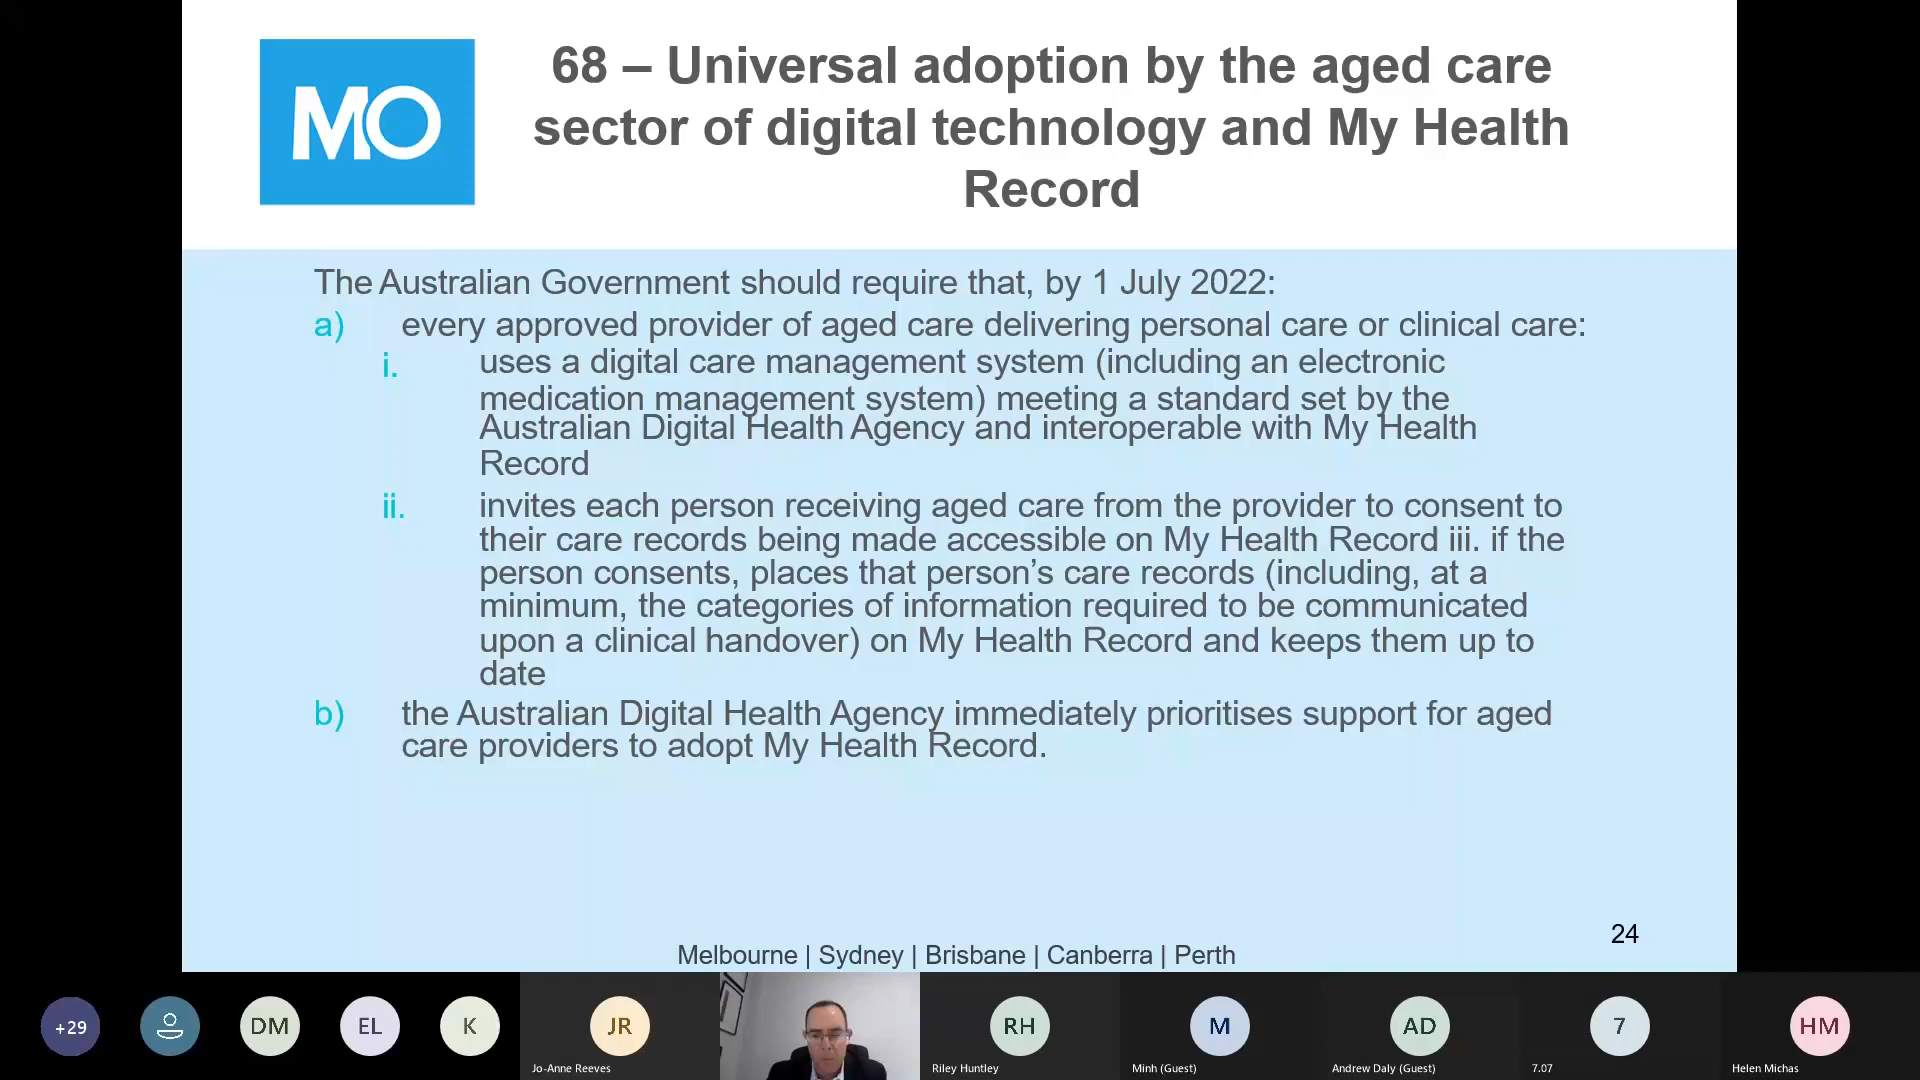 MO
68 – Universal adoption by the aged care
sector of digital technology and My Health
Record
The Australian Government should require that, by 1 July 2022:
a) every approved provider of aged care delivering personal care or clinical care:
i. uses a digital care management system (including an electronic
medication management system) meeting a standard set by the
Australian Digital Health Agency and interoperable with My Health
Record
ii. invites each person receiving aged care from the provider to consent to
their care records being made accessible on My Health Record iii. if the
person consents, places that person’s care records (including, at a
minimum, the categories of information required to be communicated
upon a clinical handover) on My Health Record and keeps them up to
date
b) the Australian Digital Health Agency immediately prioritises support for aged
care providers to adopt My Health Record.
24
Melbourne | Sydney | Brisbane | Canberra | Perth
+29 DM EL K JR RH M AD 7 HM
Jo-Anne Reeves Riley Huntley Minh (Guest) Andrew Daly (Guest) 7.07 Helen Michas